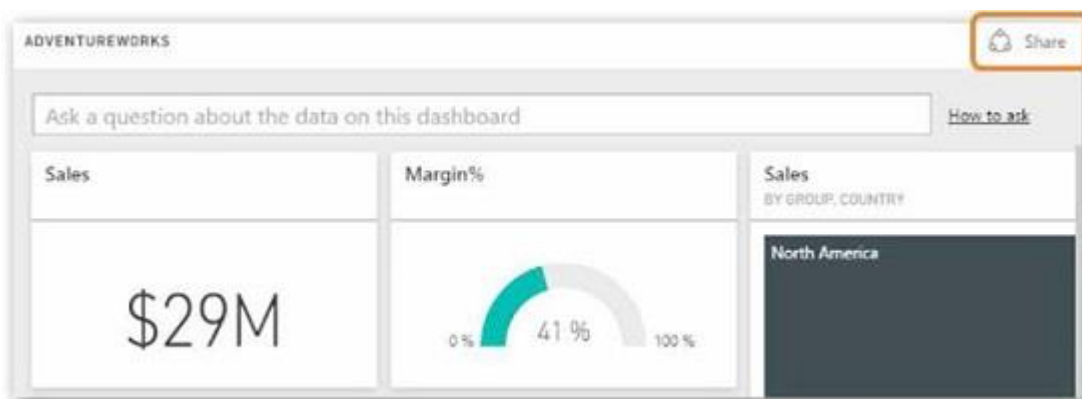 ADVENTUREWORKS
Share
Ask a question about the data on this dashboard
How to ask
Sales
Margin%
Sales
BY GROUP, COUNTRY
North America
$29M
0 %
41 %
100 %